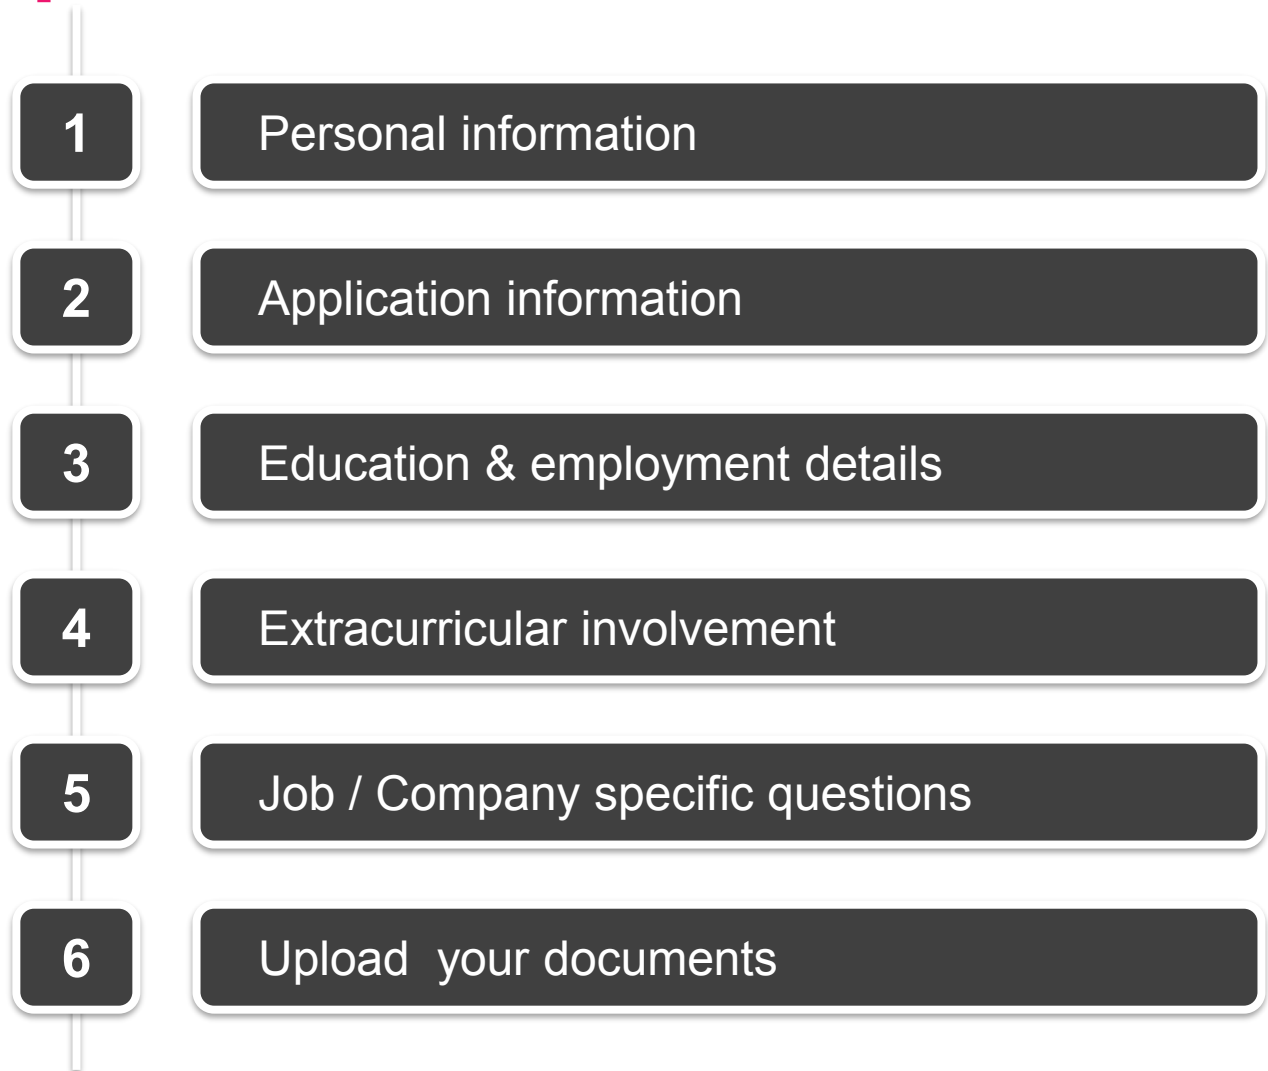 1 Personal information
2 Application information
3 Education & employment details
4 Extracurricular involvement
5 Job / Company specific questions
6 Upload  your documents